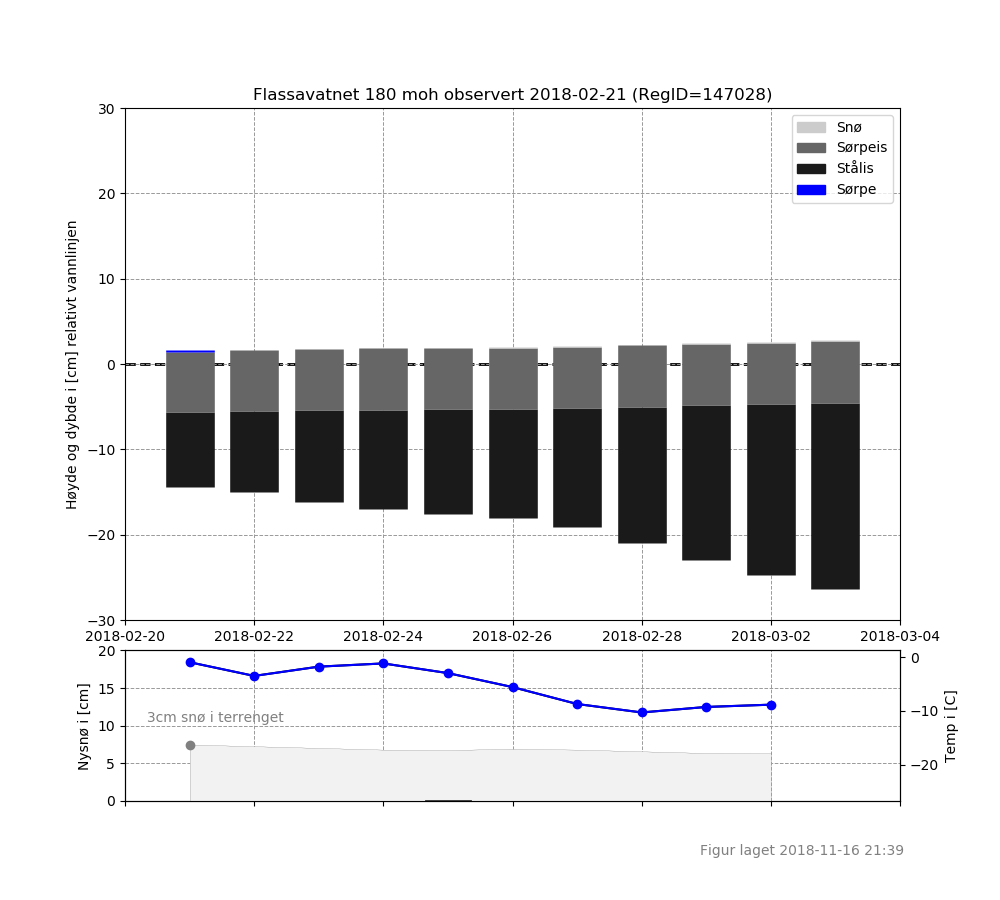 Flassavatnet 180 moh observert 2018-02-21 (RegID=147028)
Høyde og dybde i [cm] relativt vannlinjen
30
20
10
0
−10
−20
−30
Snø
Sørpeis
Stålis
Sørpe
2018-02-20 2018-02-22 2018-02-24 2018-02-26 2018-02-28 2018-03-02 2018-03-04
Nysnø i [cm]
20
15
10
5
0
3cm snø i terrenget
0
−10
−20
Temp i [C]
Figur laget 2018-11-16 21:39